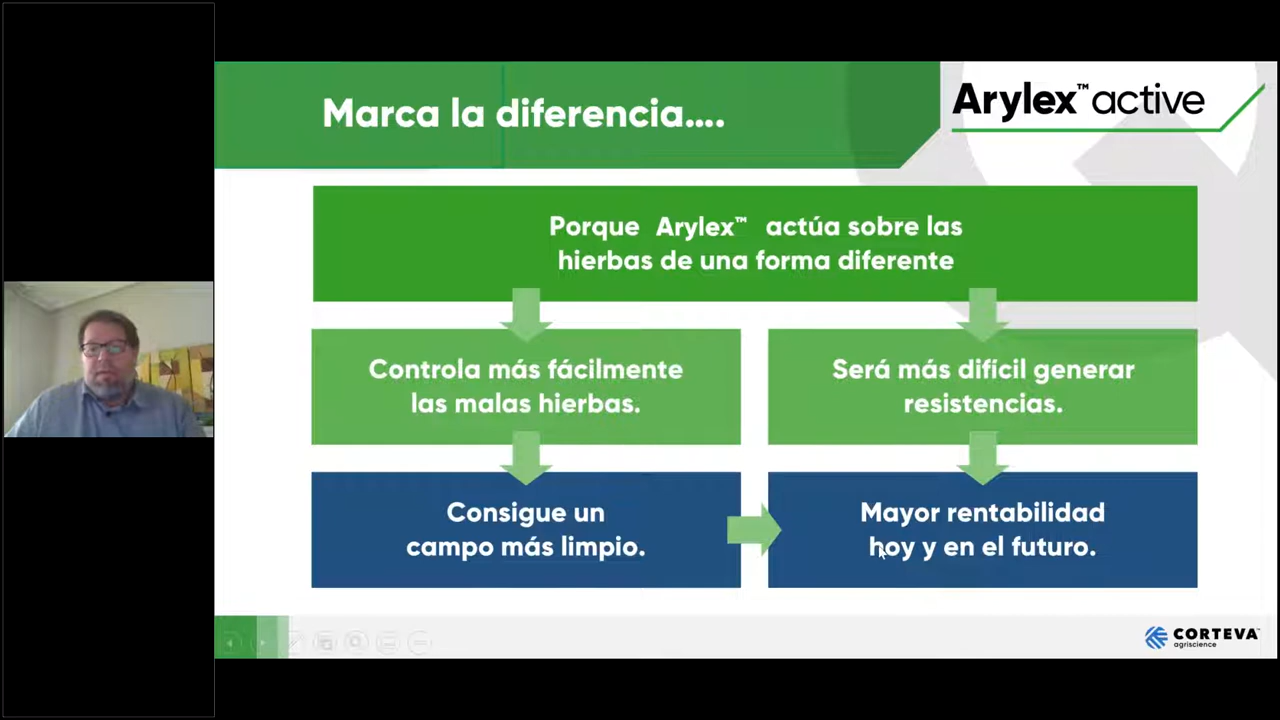 Marca la diferencia....
Arylex™ active
Porque Arylex™ actúa sobre las
hierbas de una forma diferente
Controla más fácilmente
las malas hierbas.
Será más difícil generar
resistencias.
Consigue un
campo más limpio.
Mayor rentabilidad
hoy y en el futuro.
CORTEVA™
agriscience